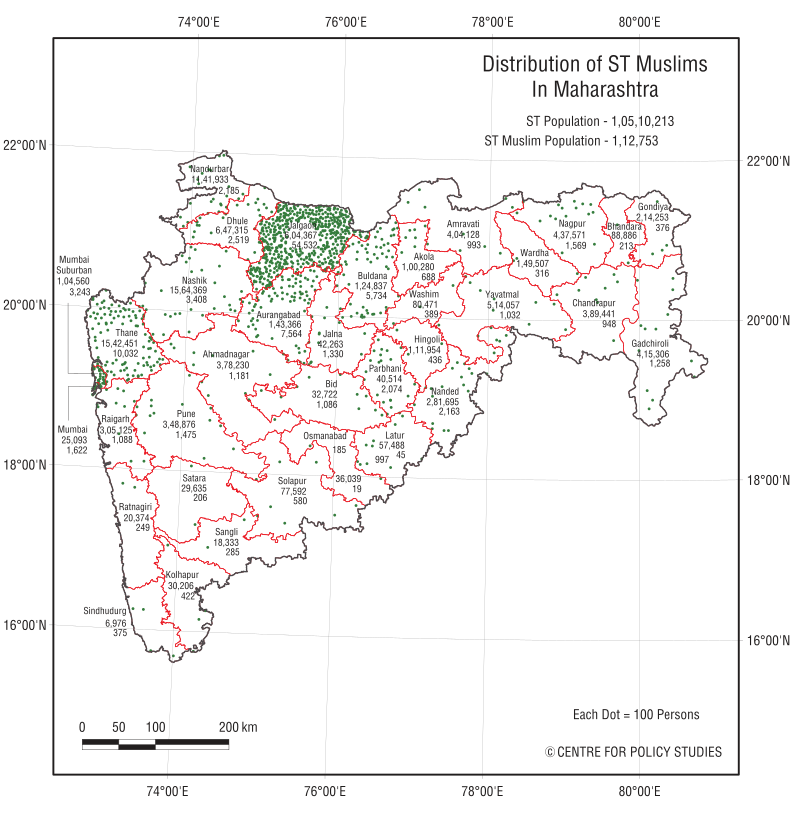 74°00'E 76°00'E 78°00'E 80°00'E
Distribution of ST Muslims
In Maharashtra
ST Population - 1,05,10,213
ST Muslim Population - 1,12,753
22°00'N
22°00'N
Nandurbar
11,41,933
2,185
Dhule
6,47,315
2,519
Jalgaon
6,04,367
54,532
Buldana
1,24,837
5,734
Akola
1,00,280
688
Amravati
4,04,128
993
Wardha
1,49,507
316
Nagpur
4,37,571
1,569
Bhandara
88,886
213
Gondiya
2,14,253
376
Mumbai
Suburban
1,04,560
3,243
Nashik
15,64,369
3,408
Washim
80,471
389
Yavatmal
5,14,057
1,032
Chandrapur
3,89,441
948
20°00'N
20°00'N
Thane
15,42,451
10,032
Aurangabad
1,43,366
7,564
Jalna
42,263
1,330
Hingoli
1,11,954
436
Gadchiroli
4,15,306
1,258
Ahmadnagar
3,78,230
1,181
Parbhani
40,514
2,074
Bid
32,722
1,086
Nanded
2,81,695
2,163
Mumbai
25,093
1,622
Raigarh
3,05,125
1,088
Pune
3,48,876
1,475
Osmanabad
185
Latur
57,488
45
997
18°00'N
18°00'N
Satara
29,635
206
Solapur
77,592
580
36,039
19
Ratnagiri
20,374
249
Sangli
18,333
285
Kolhapur
30,206
422
Sindhudurg
6,976
375
16°00'N
16°00'N
Each Dot = 100 Persons
0 50 100 200 km
© CENTRE FOR POLICY STUDIES
74°00'E 76°00'E 78°00'E 80°00'E